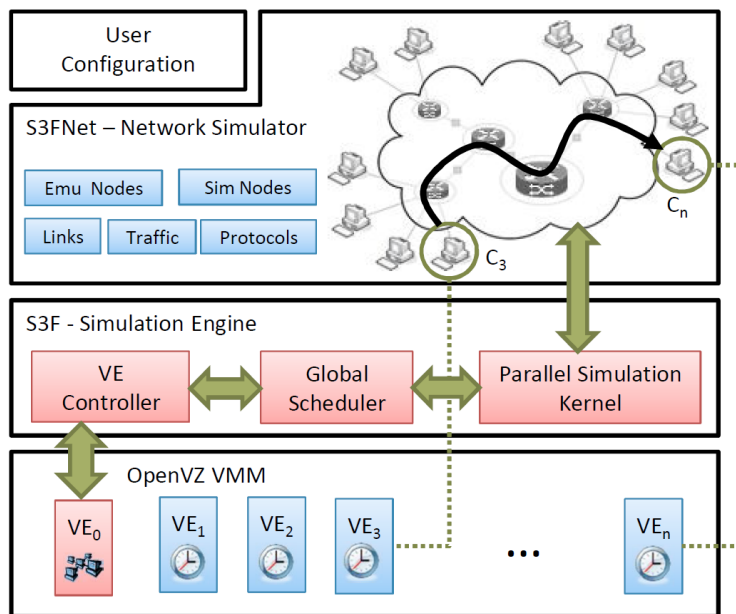 User
Configuration
S3FNet – Network Simulator
Emu Nodes
Sim Nodes
Links
Traffic
Protocols
C3
Cn
S3F - Simulation Engine
VE
Controller
Global
Scheduler
Parallel Simulation
Kernel
OpenVZ VMM
VE0
VE1
VE2
VE3
...
VEn